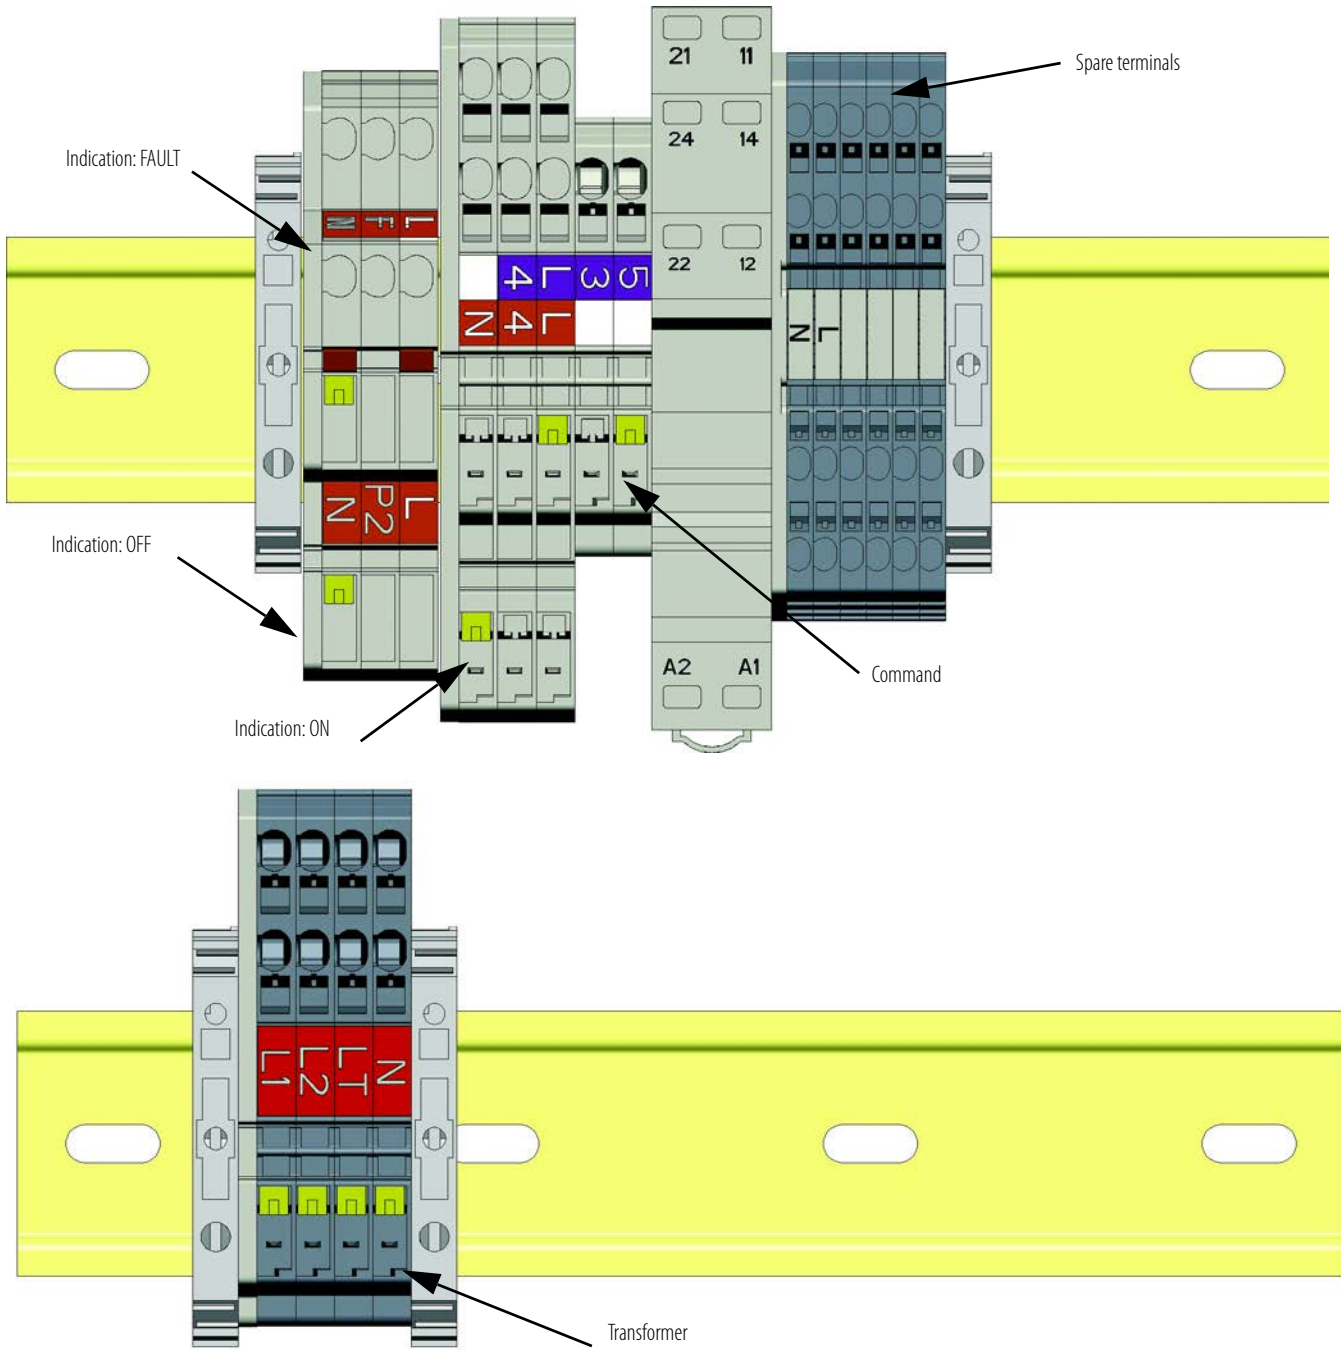 21 11
Spare terminals
24 14
Indication: FAULT
N F L
22 12
4 L 3 5
N 4 L
N L
N P2 L
Indication: OFF
A2 A1
Command
Indication: ON
L1 L2 LT N
Transformer